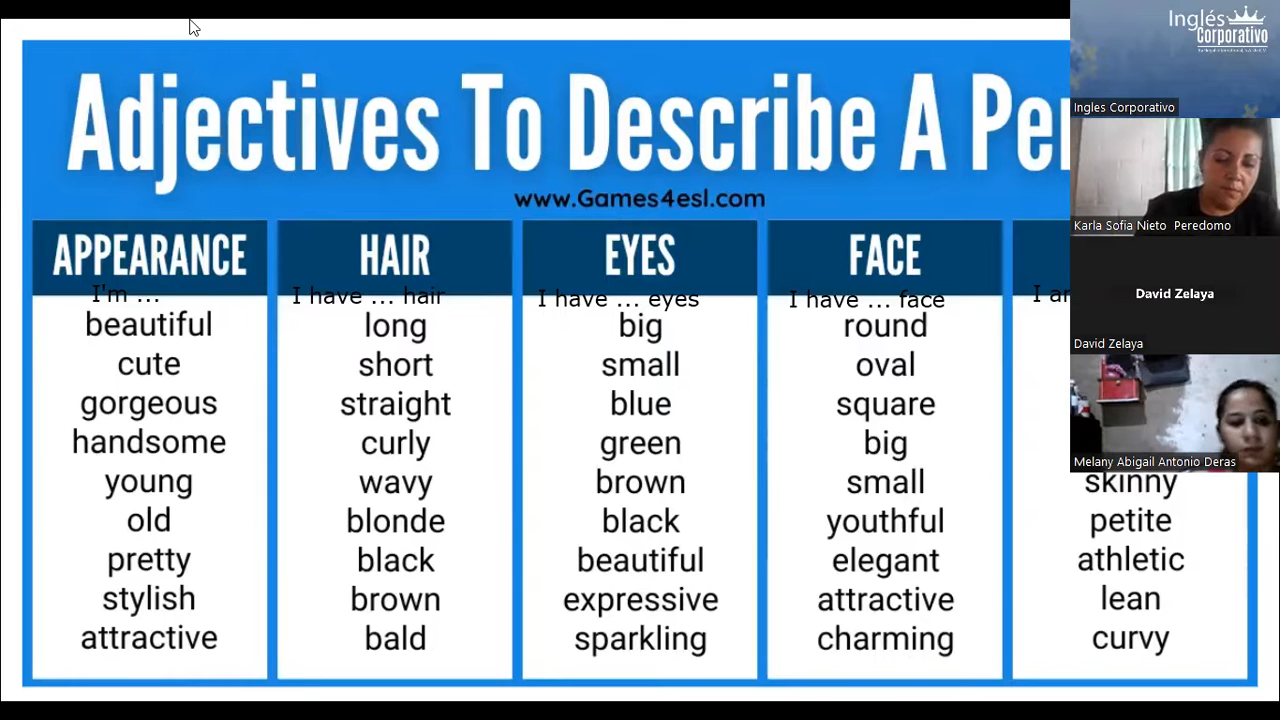 Adjectives To Describe A Pe
www.Games4esl.com
APPEARANCE
I'm ...
beautiful
cute
gorgeous
handsome
young
old
pretty
stylish
attractive
HAIR
I have ... hair
long
short
straight
curly
wavy
blonde
black
brown
bald
EYES
I have ... eyes
big
small
blue
green
brown
black
beautiful
expressive
sparkling
FACE
I have ... face
round
oval
square
big
small
youthful
elegant
attractive
charming
I a
skinny
petite
athletic
lean
curvy
Inglés
Corporativo
Ingles Corporativo
Karla Sofia Nieto Peredomo
David Zelaya
David Zelaya
Melany Abigail Antonio Deras